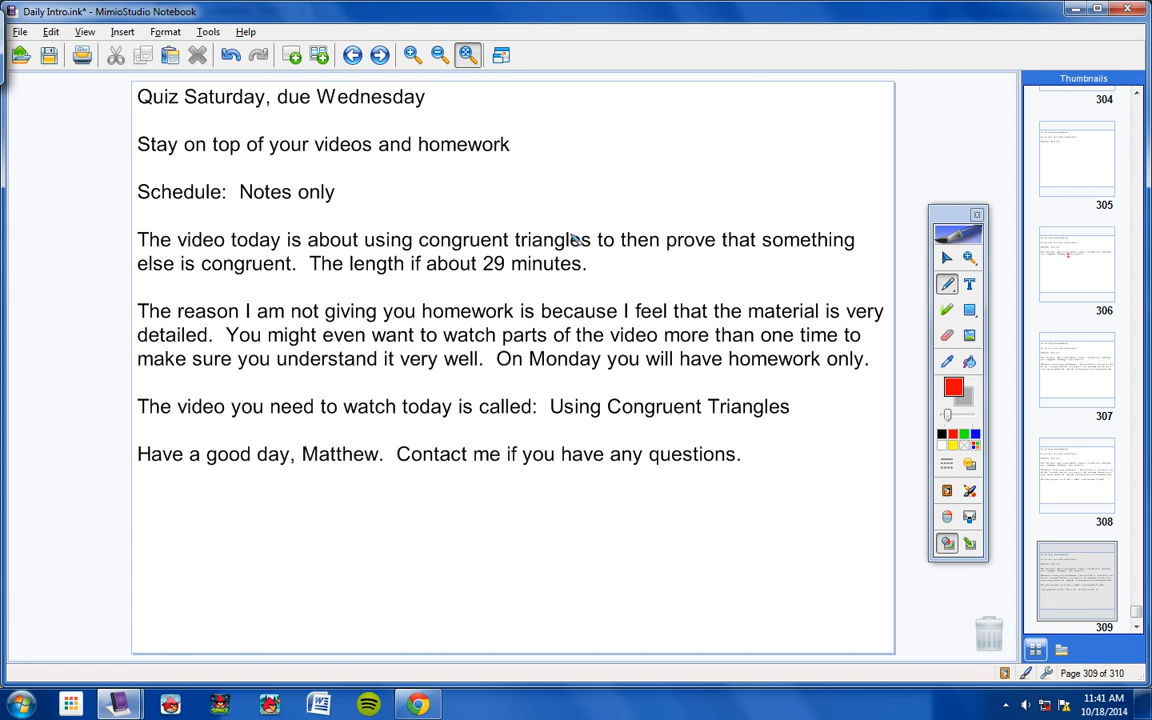 Daily Intro.ink* - MimioStudio Notebook
File Edit View Insert Format Tools Help
Thumbnails
304
305
306
307
308
309
Quiz Saturday, due Wednesday
Stay on top of your videos and homework
Schedule:  Notes only
The video today is about using congruent triangles to then prove that something
else is congruent.  The length if about 29 minutes.
The reason I am not giving you homework is because I feel that the material is very
detailed.  You might even want to watch parts of the video more than one time to
make sure you understand it very well.  On Monday you will have homework only.
The video you need to watch today is called:  Using Congruent Triangles
Have a good day, Matthew.  Contact me if you have any questions.
Page 309 of 310
11:41 AM
10/18/2014